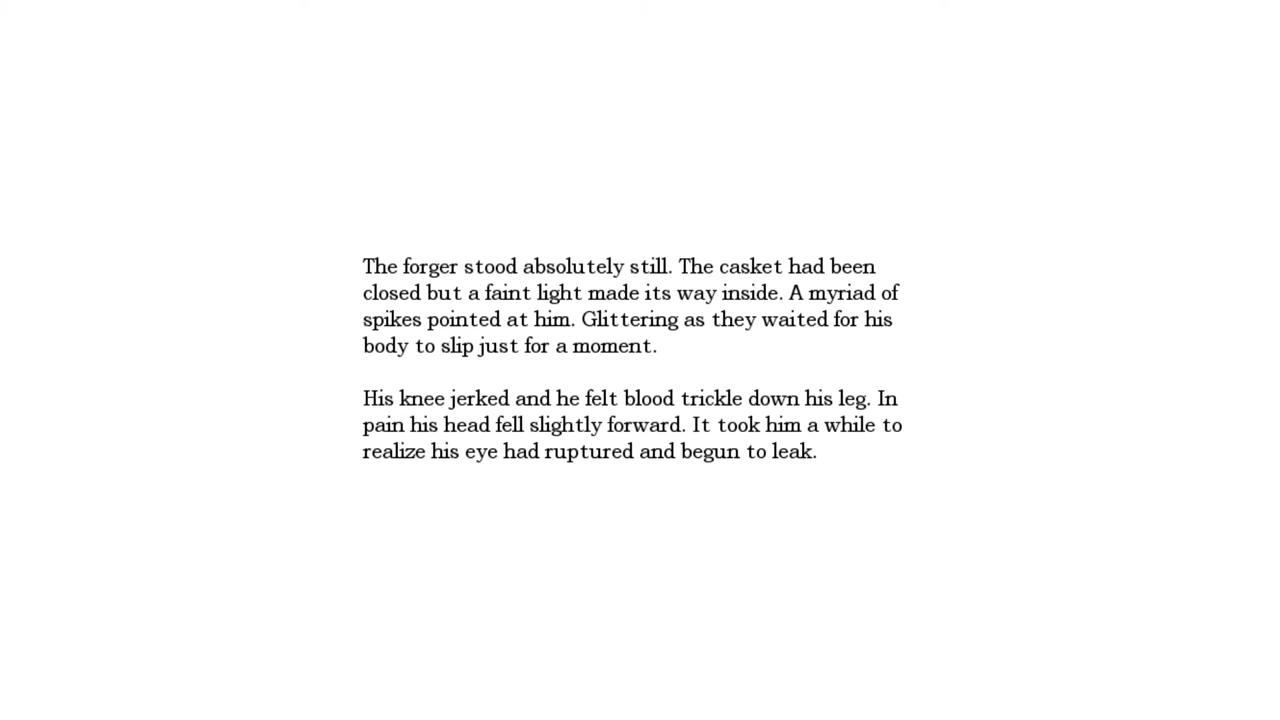 The forger stood absolutely still. The casket had been
closed but a faint light made its way inside. A myriad of
spikes pointed at him. Glittering as they waited for his
body to slip just for a moment.
His knee jerked and he felt blood trickle down his leg. In
pain his head fell slightly forward. It took him a while to
realize his eye had ruptured and begun to leak.